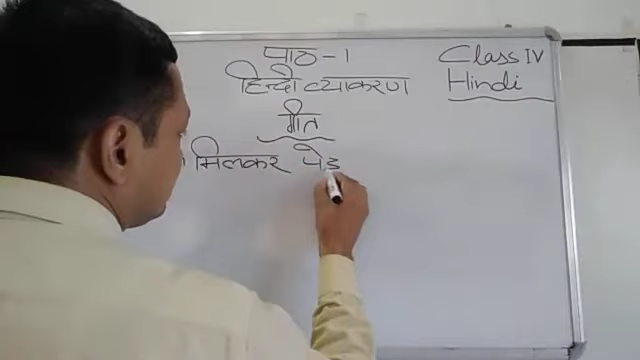 पाठ-1
Class IV
हिन्दी व्याकरण
Hindi
गीत
मिलकर पेड